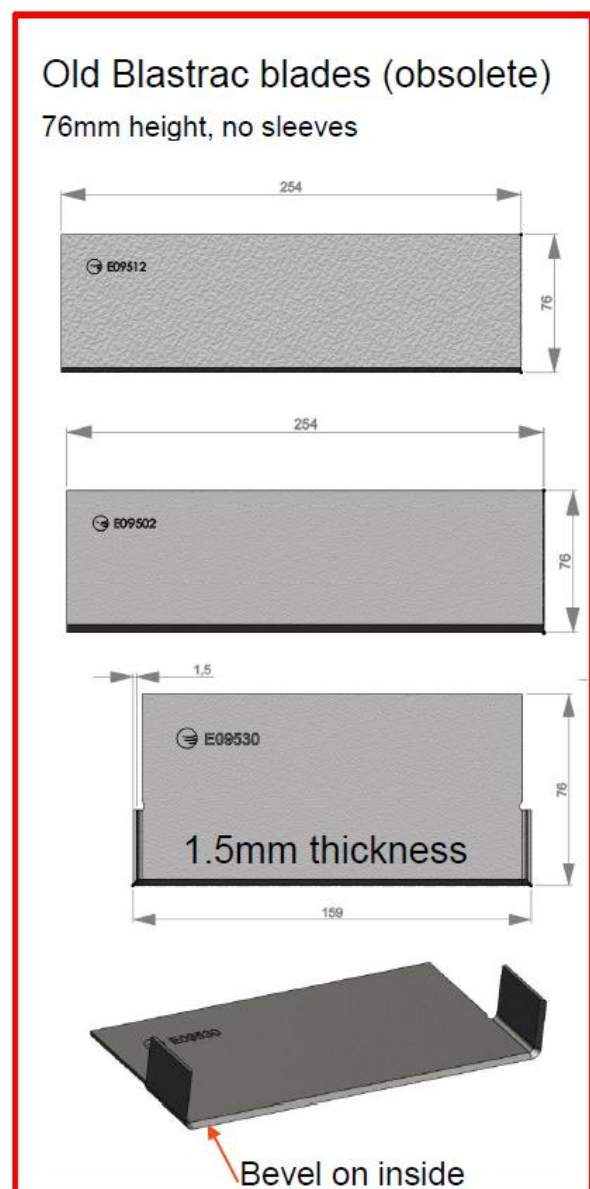 Old Blastrac blades (obsolete)
76mm height, no sleeves
254
E09512
76
254
E09502
76
1,5
E09530
76
1.5mm thickness
159
E09530
Bevel on inside